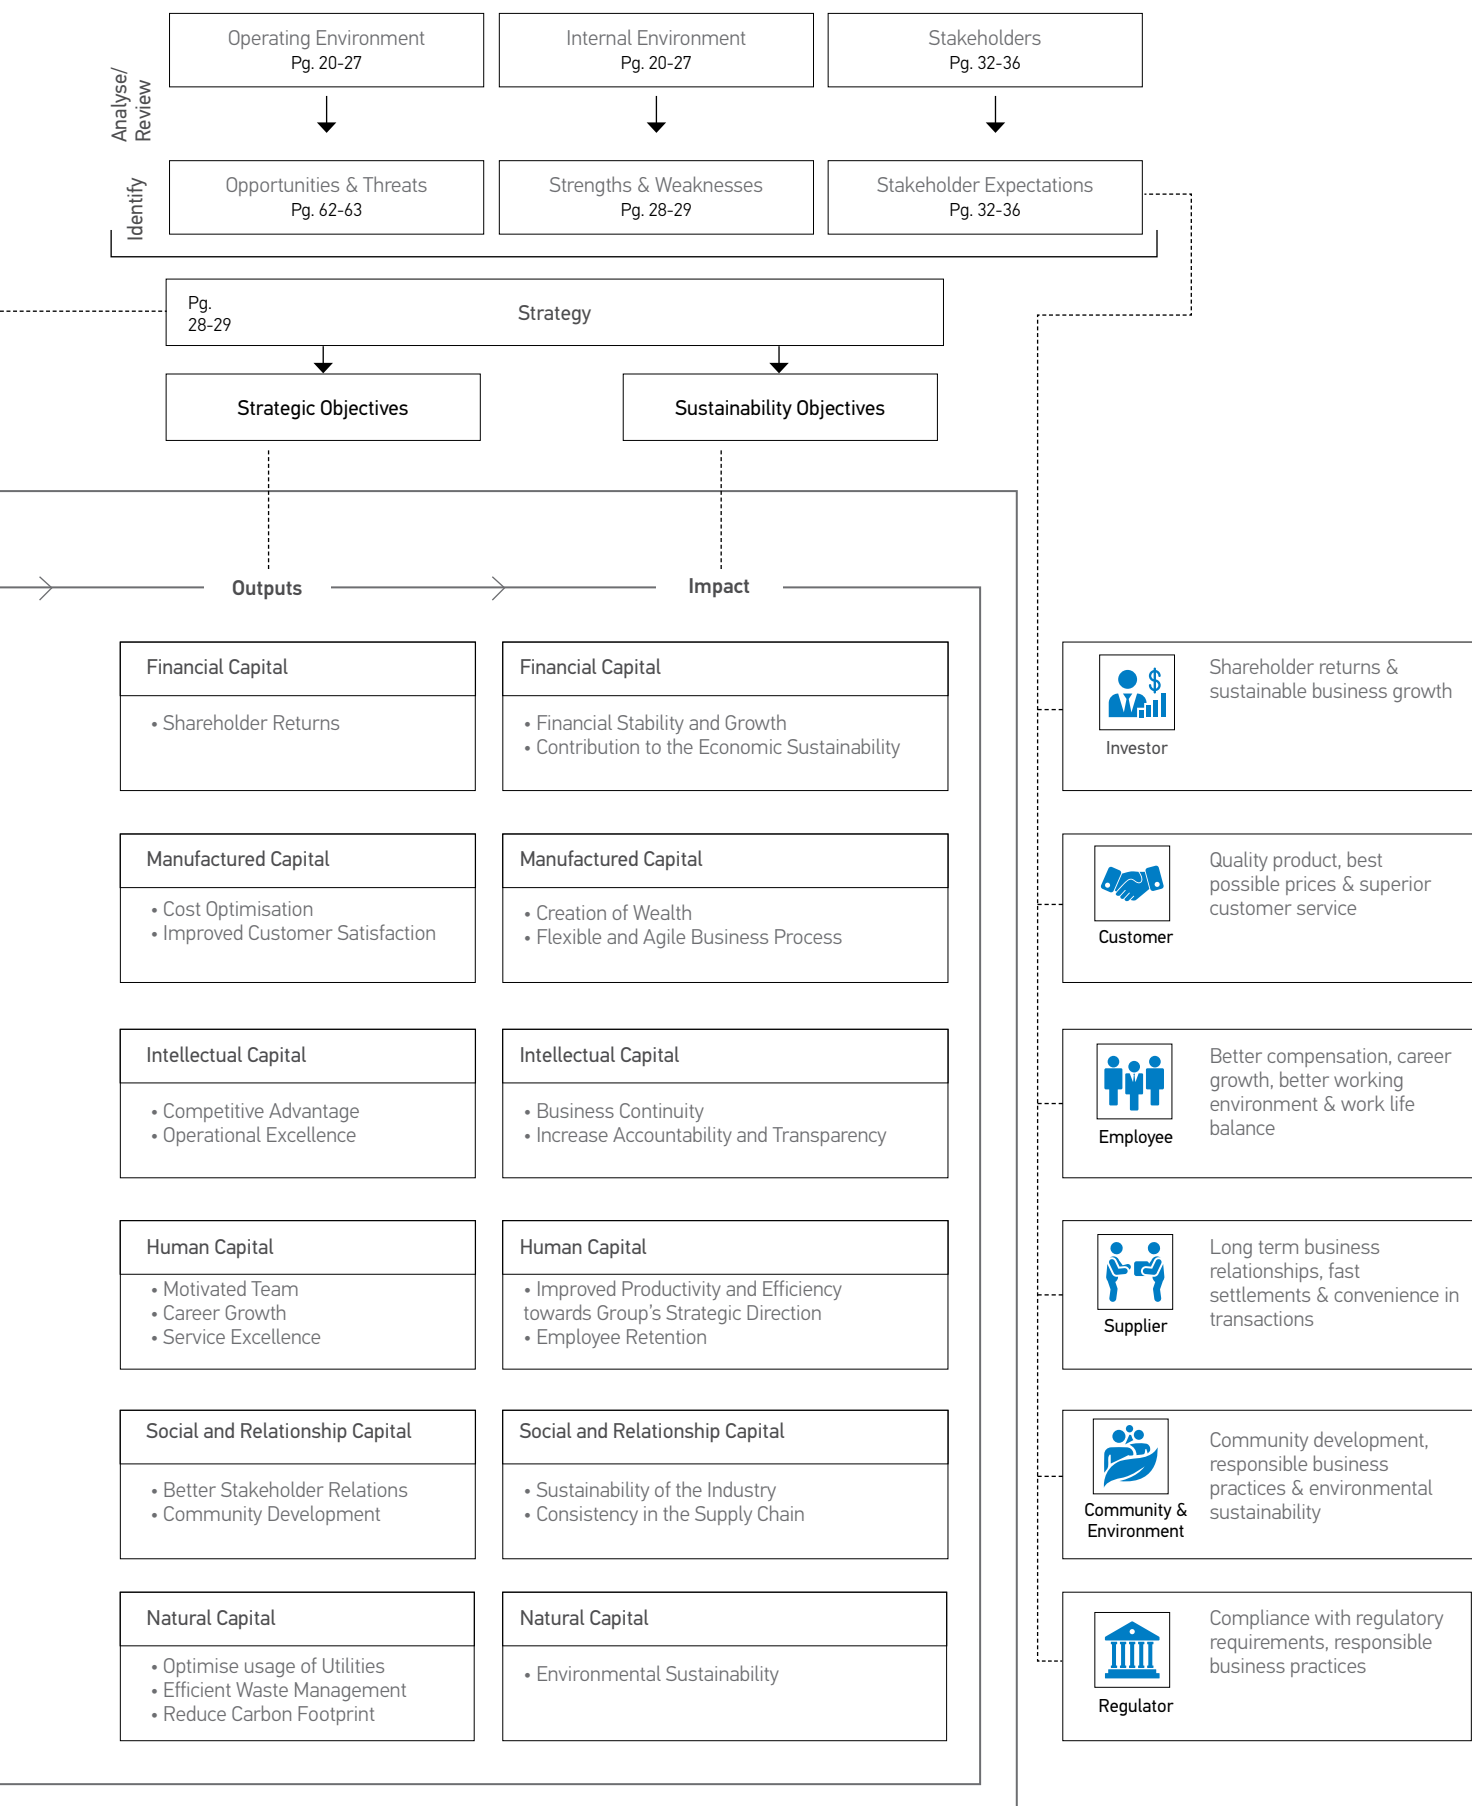 Analyse/
Review
Operating Environment
Pg. 20-27
Internal Environment
Pg. 20-27
Stakeholders
Pg. 32-36
Identify
Opportunities & Threats
Pg. 62-63
Strengths & Weaknesses
Pg. 28-29
Stakeholder Expectations
Pg. 32-36
Pg.
28-29
Strategy
Strategic Objectives
Sustainability Objectives
Outputs
Impact
Financial Capital
• Shareholder Returns
Financial Capital
• Financial Stability and Growth
• Contribution to the Economic Sustainability
Manufactured Capital
• Cost Optimisation
• Improved Customer Satisfaction
Manufactured Capital
• Creation of Wealth
• Flexible and Agile Business Process
Intellectual Capital
• Competitive Advantage
• Operational Excellence
Intellectual Capital
• Business Continuity
• Increase Accountability and Transparency
Human Capital
• Motivated Team
• Career Growth
• Service Excellence
Human Capital
• Improved Productivity and Efficiency
towards Group's Strategic Direction
• Employee Retention
Social and Relationship Capital
• Better Stakeholder Relations
• Community Development
Social and Relationship Capital
• Sustainability of the Industry
• Consistency in the Supply Chain
Natural Capital
• Optimise usage of Utilities
• Efficient Waste Management
• Reduce Carbon Footprint
Natural Capital
• Environmental Sustainability
$
Investor
Shareholder returns &
sustainable business growth
Customer
Quality product, best
possible prices & superior
customer service
Employee
Better compensation, career
growth, better working
environment & work life
balance
Supplier
Long term business
relationships, fast
settlements & convenience in
transactions
Community &
Environment
Community development,
responsible business
practices & environmental
sustainability
Regulator
Compliance with regulatory
requirements, responsible
business practices